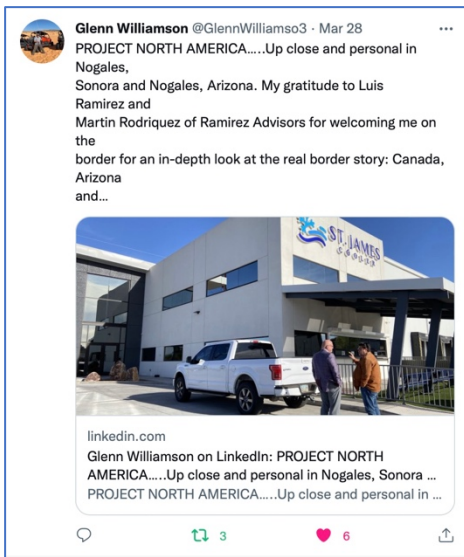 Glenn Williamson @GlennWilliamso3 · Mar 28
PROJECT NORTH AMERICA.....Up close and personal in
Nogales,
Sonora and Nogales, Arizona. My gratitude to Luis
Ramirez and
Martin Rodriquez of Ramirez Advisors for welcoming me on
the
border for an in-depth look at the real border story: Canada,
Arizona
and...
ST. JAMES
linkedin.com
Glenn Williamson on LinkedIn: PROJECT NORTH
AMERICA.....Up close and personal in Nogales, Sonora ...
PROJECT NORTH AMERICA.....Up close and personal in ...
3
6